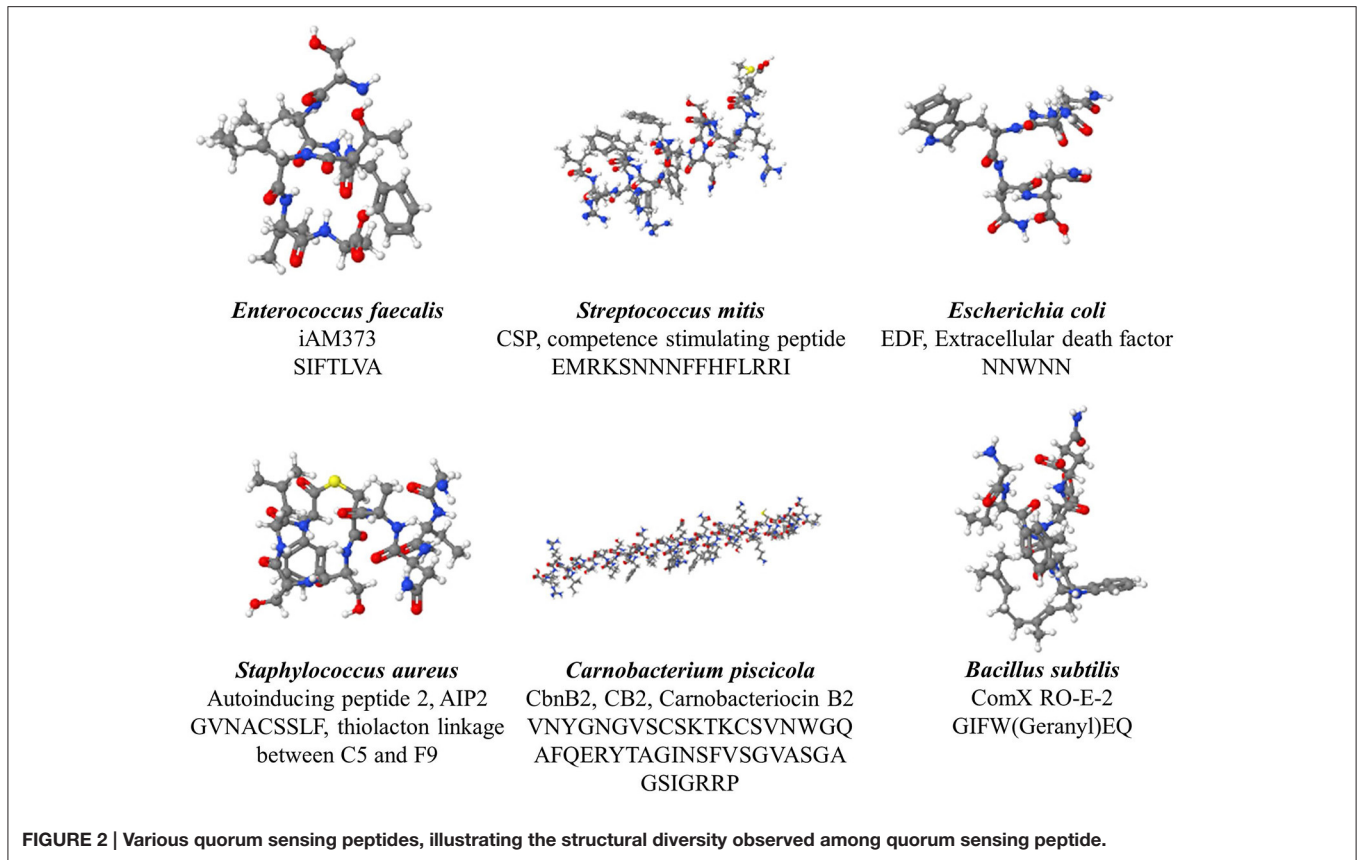 Enterococcus faecalis
iAM373
SIFTLVA
Streptococcus mitis
CSP, competence stimulating peptide
EMRKSNNNFFHFLRRI
Escherichia coli
EDF, Extracellular death factor
NNWNN
Staphylococcus aureus
Autoinducing peptide 2, AIP2
GVNACSSLF, thiolacton linkage
between C5 and F9
Carnobacterium piscicola
CbnB2, CB2, Carnobacteriocin B2
VNYGNGVSCSKTKCSVNWGQ
AFQERYTAGINSFVSGVASGA
GSIGRRP
Bacillus subtilis
ComX RO-E-2
GIFW(Geranyl)EQ
FIGURE 2 | Various quorum sensing peptides, illustrating the structural diversity observed among quorum sensing peptide.